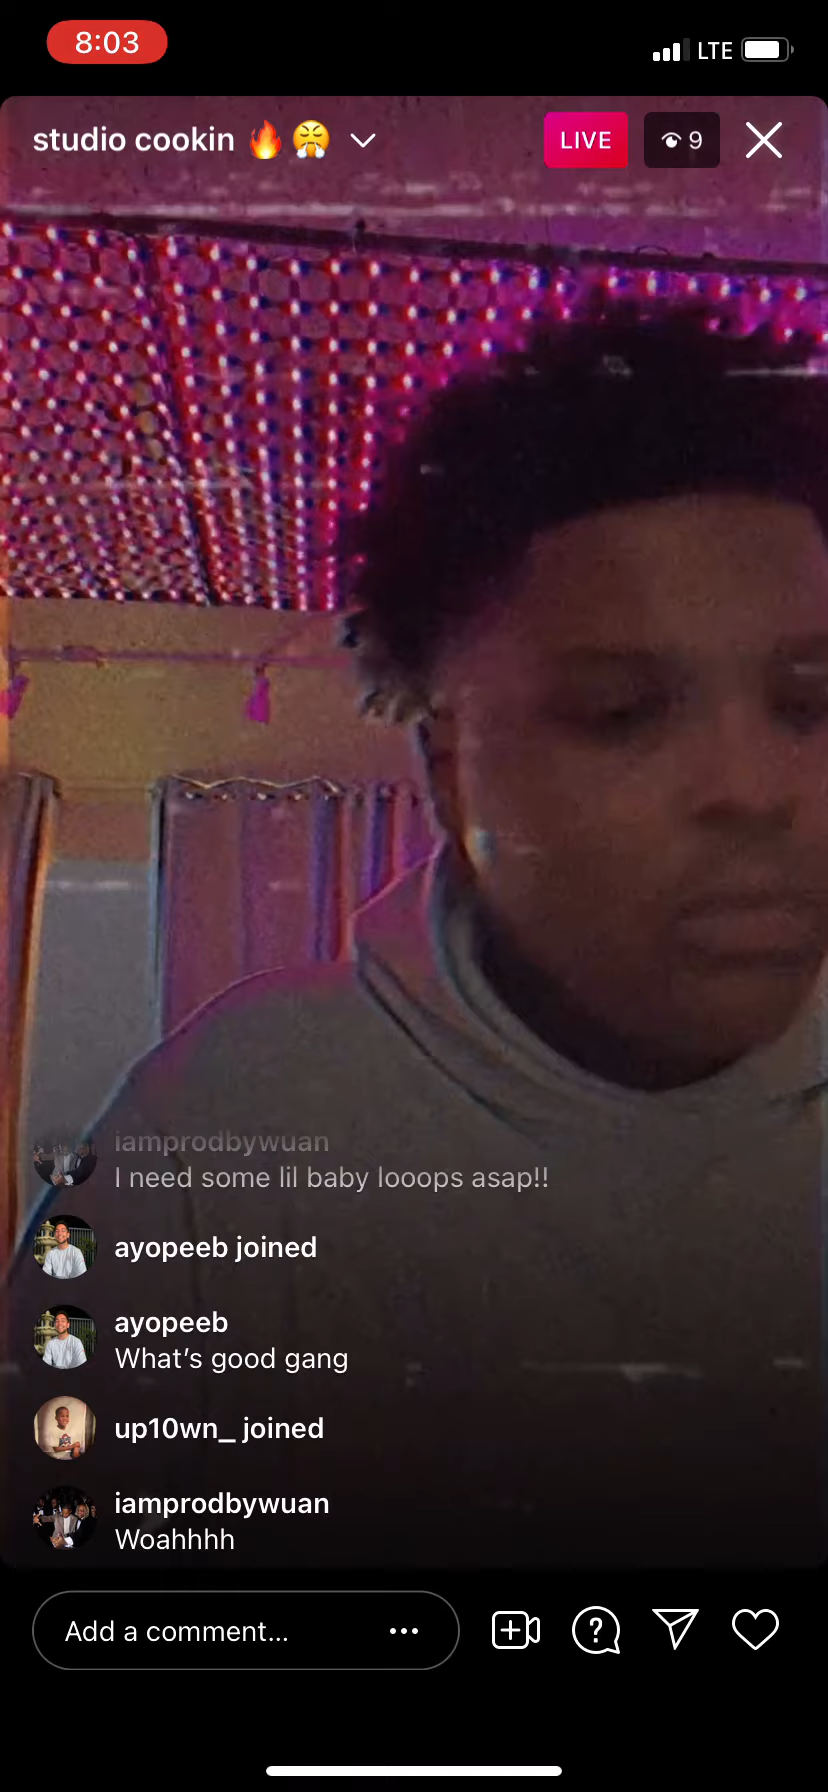 8:03
LTE
studio cookin 🔥 😤
LIVE
9
iamprodbywuan
I need some lil baby looops asap!!
ayopeeb joined
ayopeeb
What's good gang
up10wn_ joined
iamprodbywuan
Woahhhh
Add a comment...